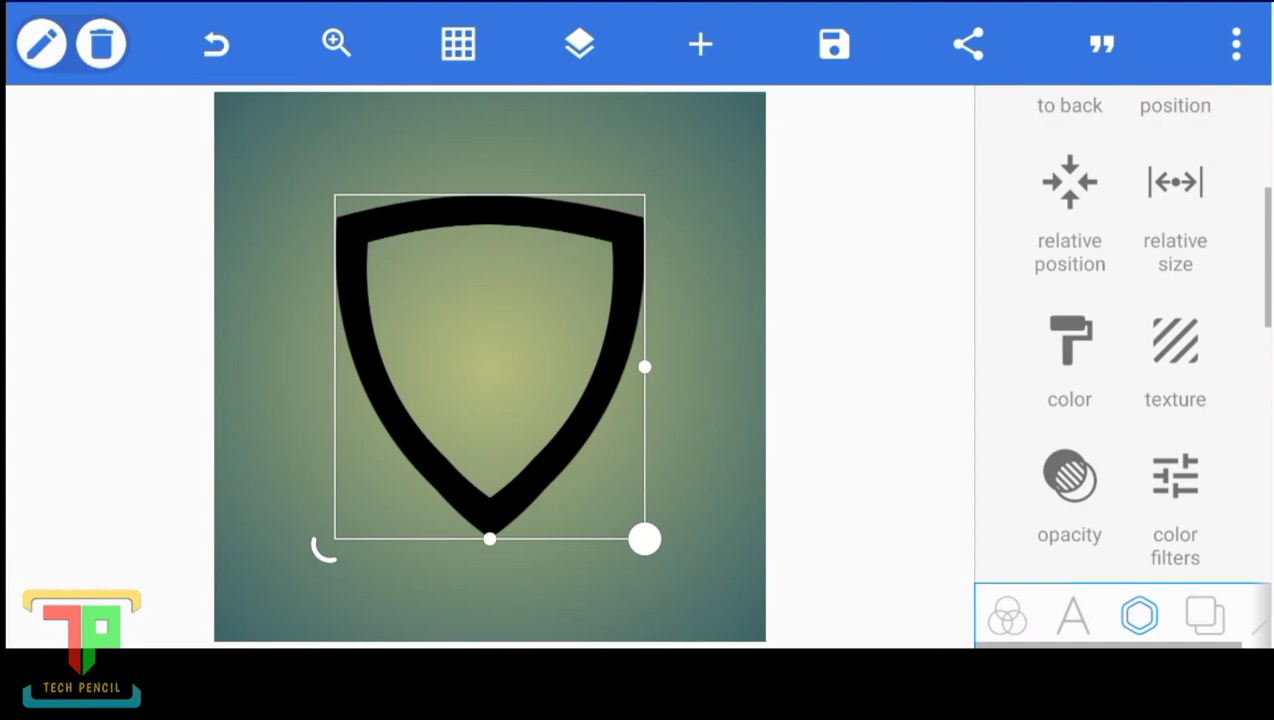 to back
position
relative
position
relative
size
color
texture
opacity
color
filters
TECH PENCIL